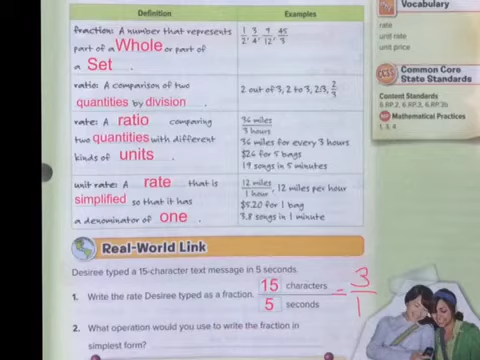 Definition Examples
fraction: A number that represents
part of a Whole or part of
a Set.
1/2, 3/4, 9/12, 45/3
ratio: A comparison of two
quantities by division.
2 out of 3, 2 to 3, 2:3, 2/3
rate: A ratio comparing
two quantities with different
kinds of units
36 miles/3 hours
36 miles for every 3 hours
$26 for 5 bags
19 songs in 5 minutes
unit rate: A rate that is
simplified so that it has
a denominator of one.
12 miles/1 hour, 12 miles per hour
$5.20 for 1 bag
3.8 songs in 1 minute
Vocabulary
rate
unit rate
unit price
Common Core
State Standards
Content Standards
6.RP.2, 6.RP.3, 6.RP.3b
Mathematical Practices
1, 3, 4
Real-World Link
Desiree typed a 15-character text message in 5 seconds.
1. Write the rate Desiree typed as a fraction. 15 characters
5 seconds
= 3/1
2. What operation would you use to write the fraction in
simplest form?